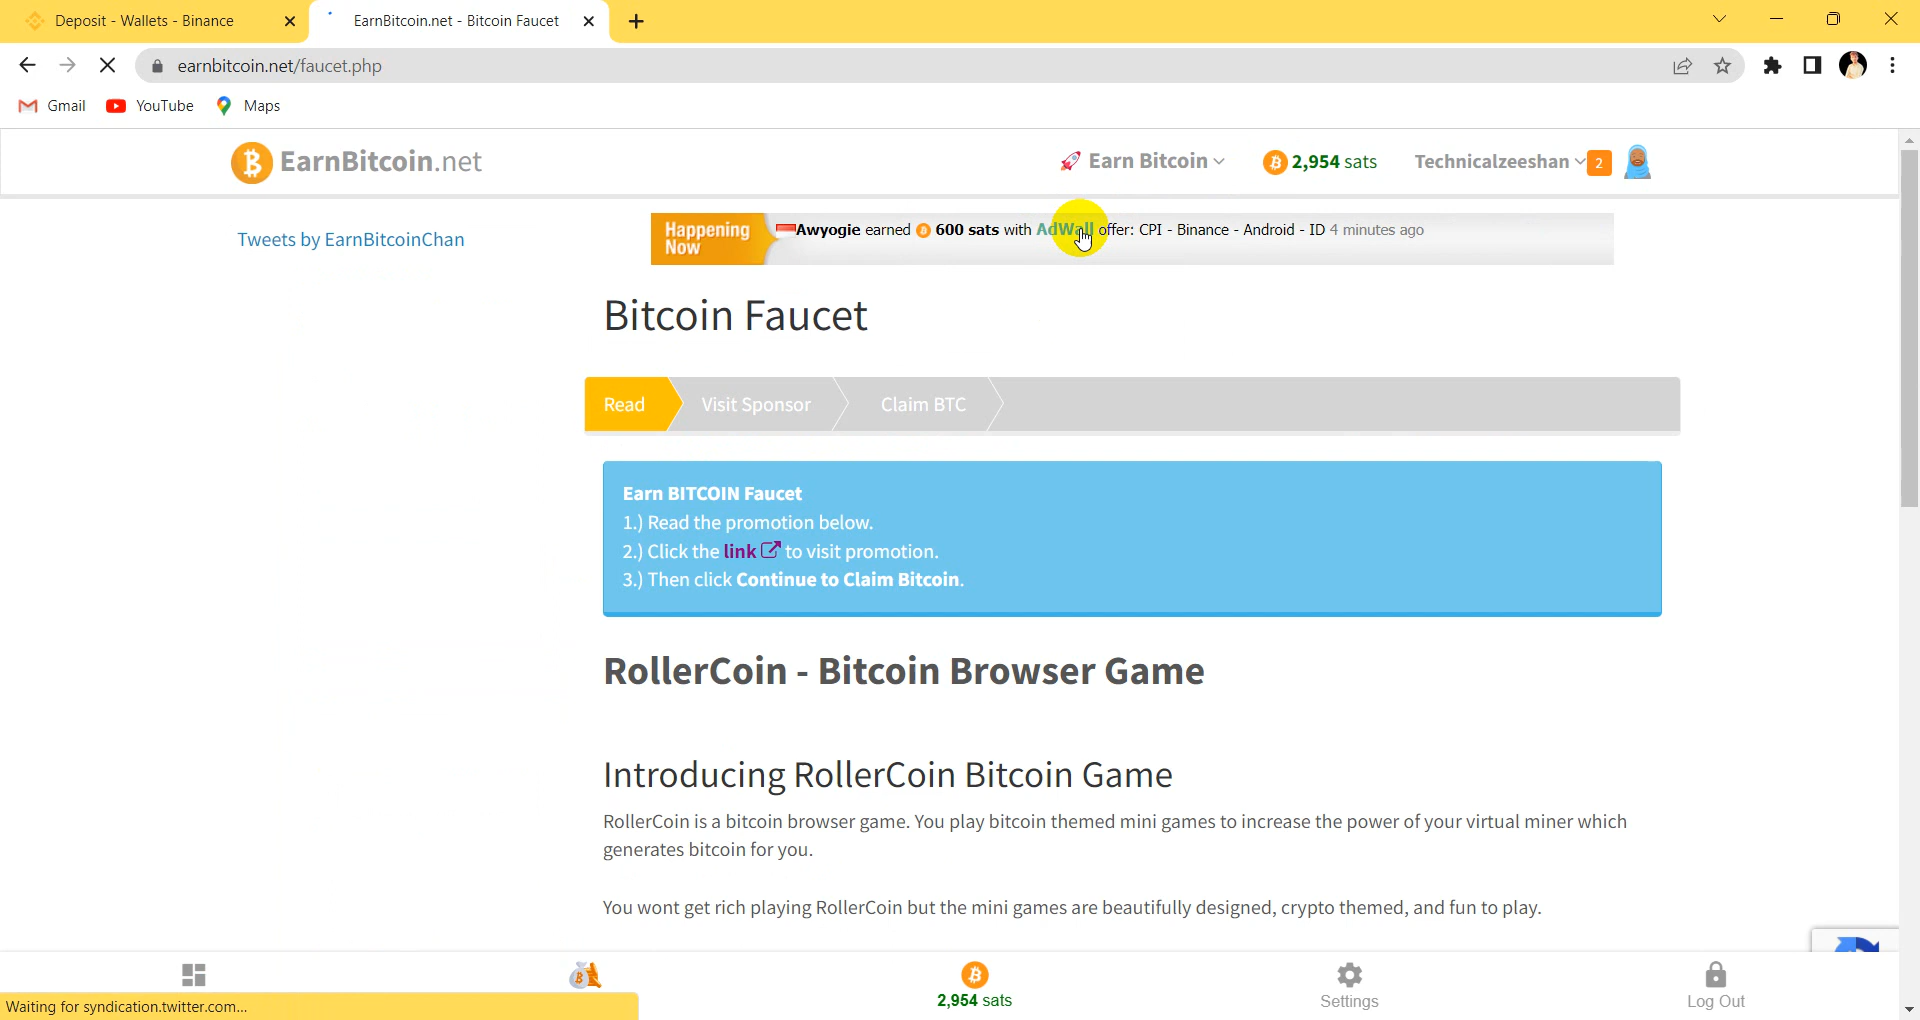 Deposit - Wallets - Binance
EarnBitcoin.net - Bitcoin Faucet
earnbitcoin.net/faucet.php
Gmail
YouTube
Maps
EarnBitcoin.net
Earn Bitcoin
2,954 sats
Technicalzeeshan
2
Tweets by EarnBitcoinChan
Happening
Now
Awyogie earned 600 sats with AdWall offer: CPI - Binance - Android - ID 4 minutes ago
Bitcoin Faucet
Read
Visit Sponsor
Claim BTC
Earn BITCOIN Faucet
1.) Read the promotion below.
2.) Click the link to visit promotion.
3.) Then click Continue to Claim Bitcoin.
RollerCoin - Bitcoin Browser Game
Introducing RollerCoin Bitcoin Game
RollerCoin is a bitcoin browser game. You play bitcoin themed mini games to increase the power of your virtual miner which
generates bitcoin for you.
You wont get rich playing RollerCoin but the mini games are beautifully designed, crypto themed, and fun to play.
2,954 sats
Settings
Log Out
Waiting for syndication.twitter.com...